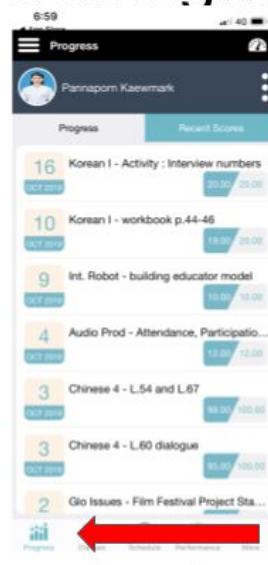 6:59
4G
App Store
Progress
Pannaporn Kaewmark
Progress
Recent Scores
16
OCT 2019
Korean I - Activity : Interview numbers
20.00 20.00
10
OCT 2019
Korean I - workbook p.44-46
19.00 20.00
9
OCT 2019
Int. Robot - building educator model
10.00 10.00
4
OCT 2019
Audio Prod - Attendance, Participatio...
12.00 12.00
3
OCT 2019
Chinese 4 - L.54 and L.67
99.00 100.00
3
OCT 2019
Chinese 4 - L.60 dialogue
95.00 100.00
2
Glo Issues - Film Festival Project Sta...
Progress
Classes
Schedule
Performance
More